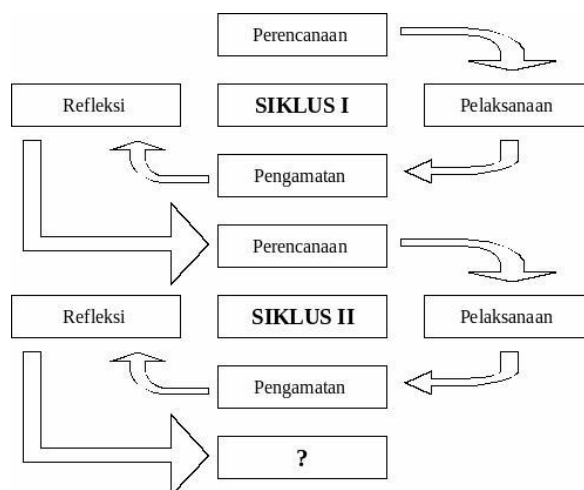 Perencanaan
Refleksi
SIKLUS I
Pelaksanaan
Pengamatan
Perencanaan
Refleksi
SIKLUS II
Pelaksanaan
Pengamatan
?